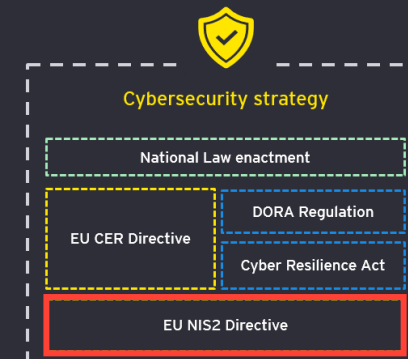 Cybersecurity strategy
National Law enactment
EU CER Directive
DORA Regulation
Cyber Resilience Act
EU NIS2 Directive